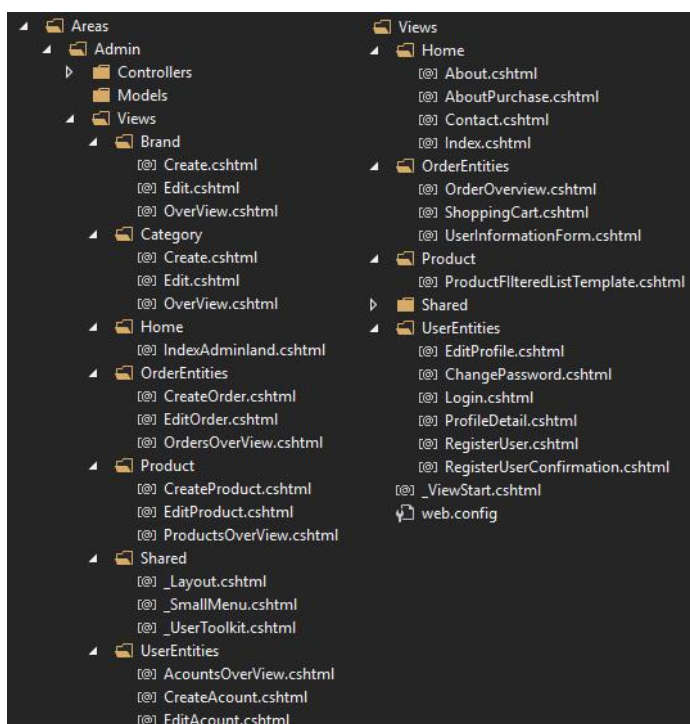 Areas
Admin
Controllers
Models
Views
Brand
[@] Create.cshtml
[@] Edit.cshtml
[@] OverView.cshtml
Category
[@] Create.cshtml
[@] Edit.cshtml
[@] OverView.cshtml
Home
[@] IndexAdminland.cshtml
OrderEntities
[@] CreateOrder.cshtml
[@] EditOrder.cshtml
[@] OrdersOverView.cshtml
Product
[@] CreateProduct.cshtml
[@] EditProduct.cshtml
[@] ProductsOverView.cshtml
Shared
[@] _Layout.cshtml
[@] _SmallMenu.cshtml
[@] _UserToolkit.cshtml
UserEntities
[@] AcountsOverView.cshtml
[@] CreateAcount.cshtml
[@] EditAcount.cshtml
Views
Home
[@] About.cshtml
[@] AboutPurchase.cshtml
[@] Contact.cshtml
[@] Index.cshtml
OrderEntities
[@] OrderOverview.cshtml
[@] ShoppingCart.cshtml
[@] UserInformationForm.cshtml
Product
[@] ProductFIlteredListTemplate.cshtml
Shared
UserEntities
[@] EditProfile.cshtml
[@] ChangePassword.cshtml
[@] Login.cshtml
[@] ProfileDetail.cshtml
[@] RegisterUser.cshtml
[@] RegisterUserConfirmation.cshtml
[@] _ViewStart.cshtml
web.config